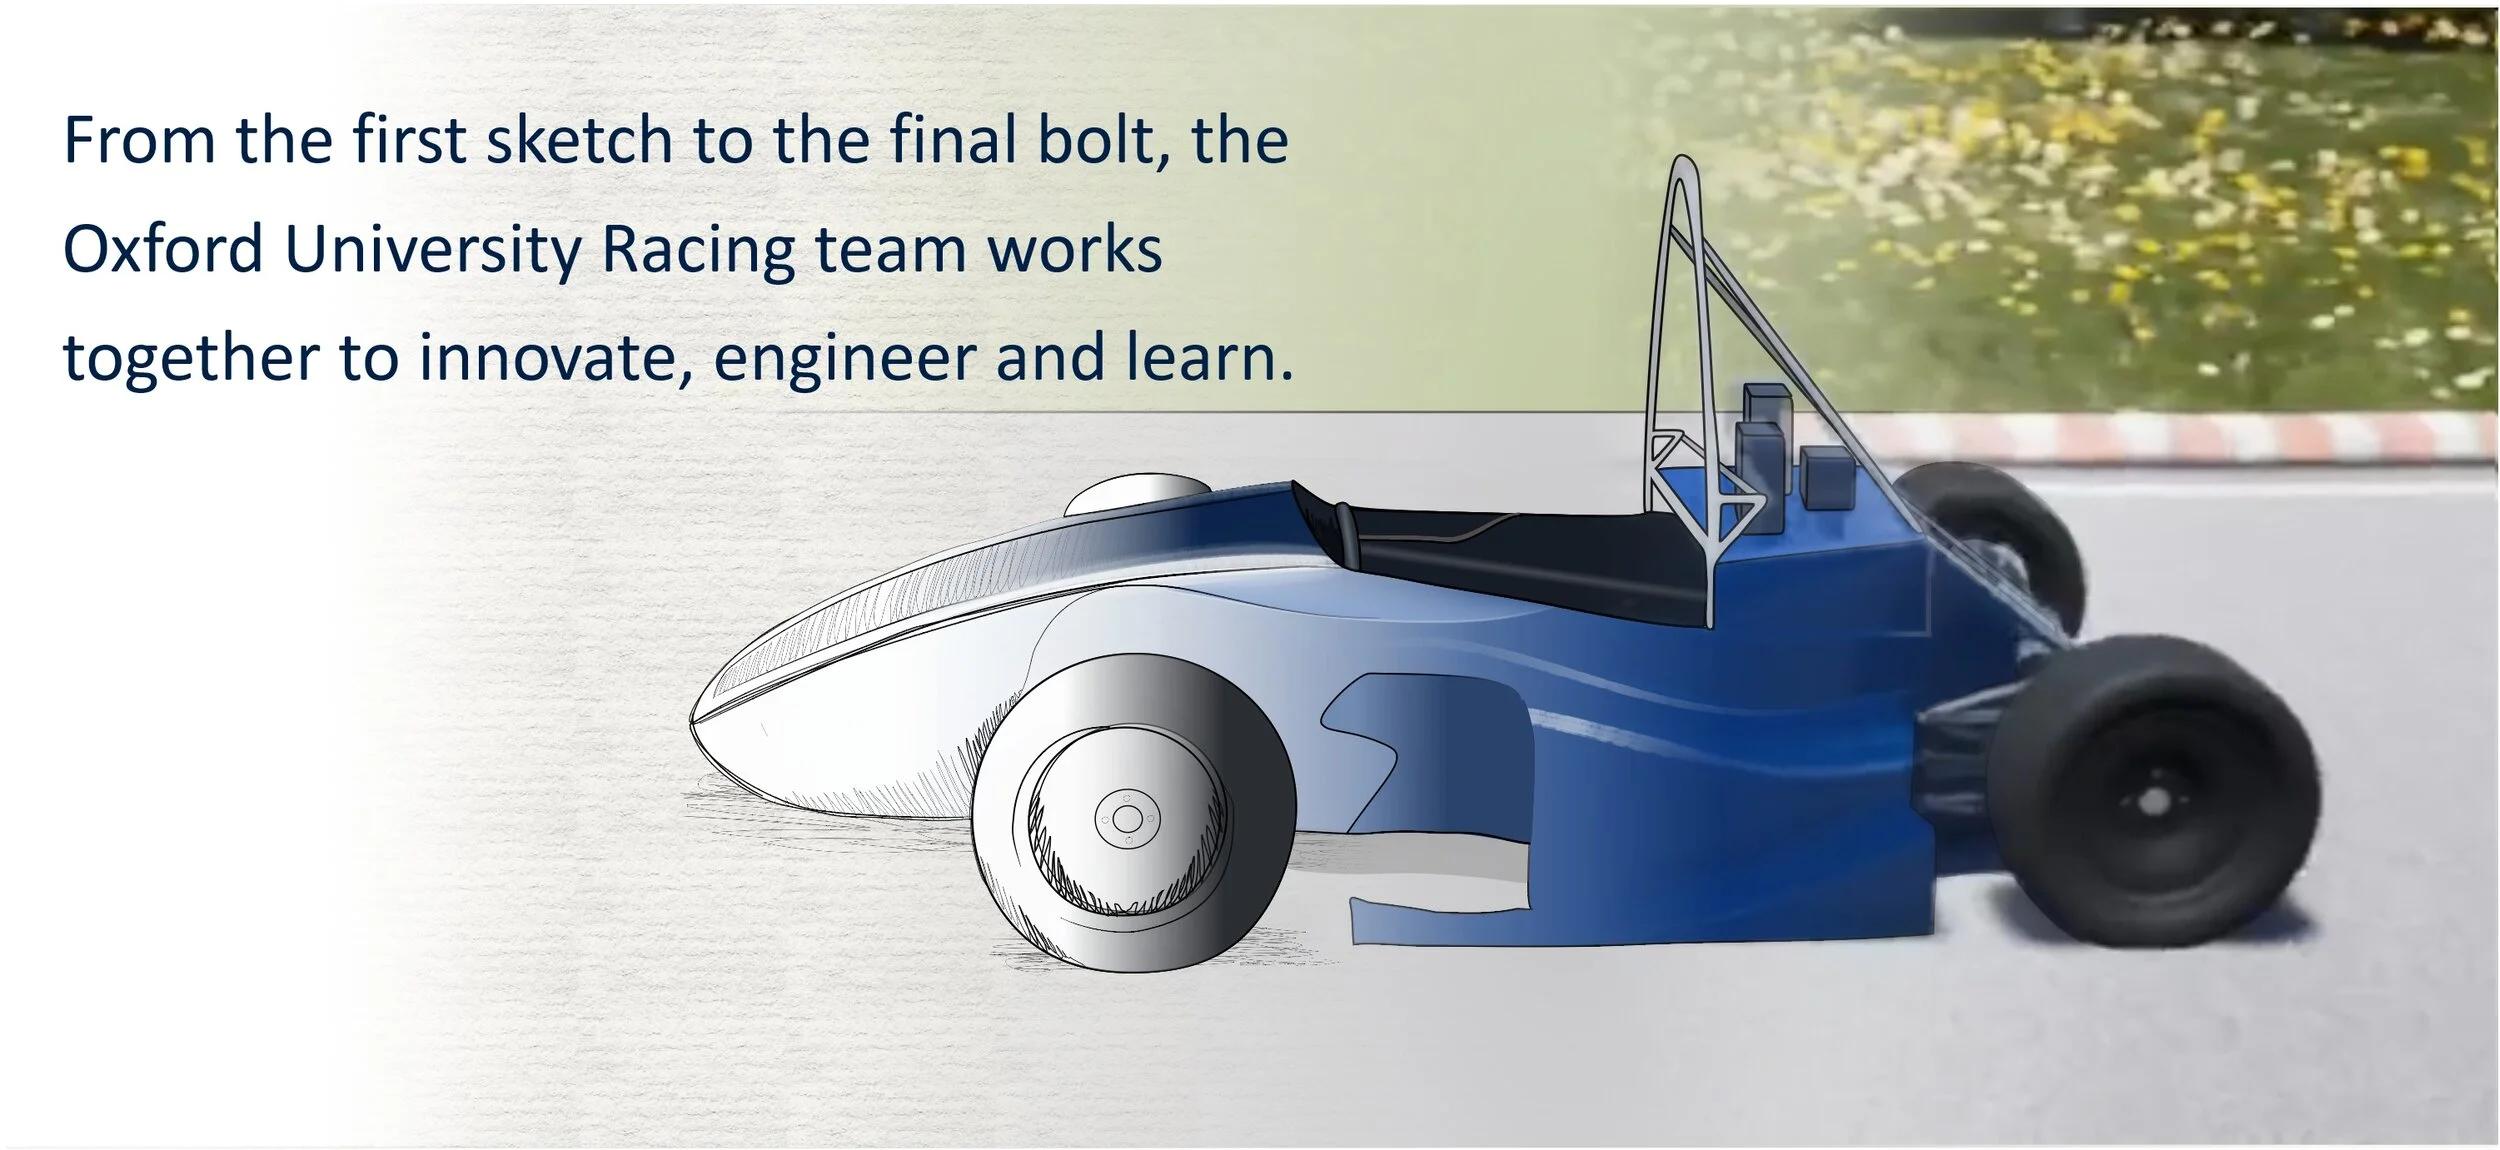 From the first sketch to the final bolt, the
Oxford University Racing team works
together to innovate, engineer and learn.